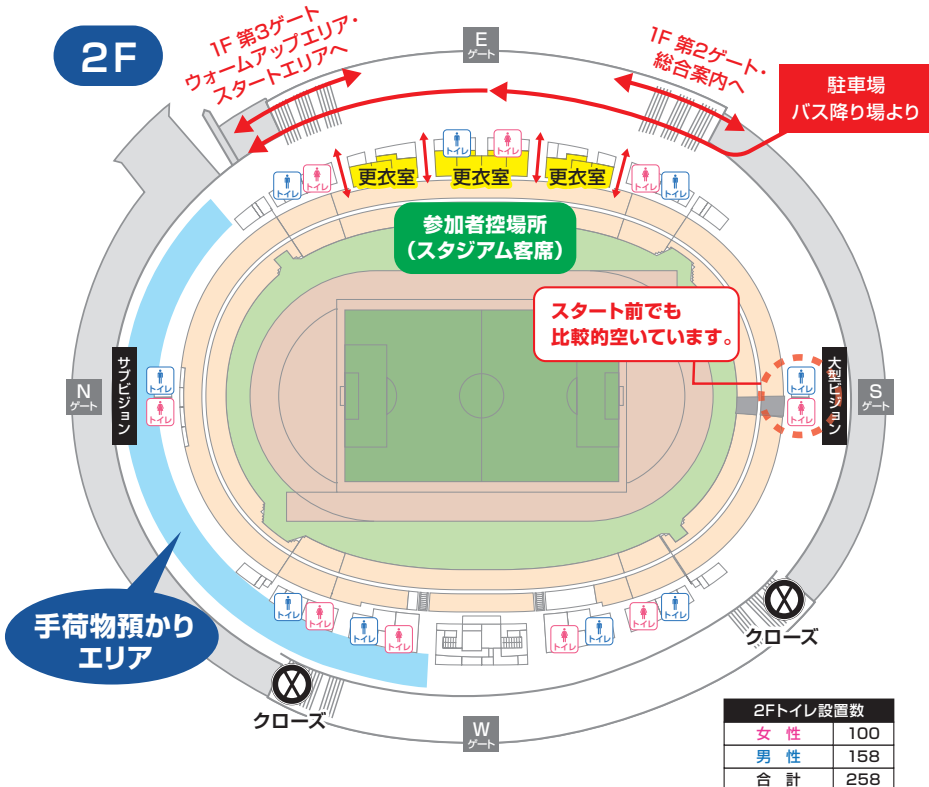 2F
1F 第3ゲート
ウォームアップエリア・
スタートエリアへ
E
ゲート
1F 第2ゲート・
総合案内へ
駐車場
バス降り場より
トイレ
トイレ
更衣室
トイレ
トイレ
更衣室
更衣室
トイレ
トイレ
参加者控場所
（スタジアム客席）
スタート前でも
比較的空いています。
N
ゲート
サブビジョン
トイレ
トイレ
トイレ
トイレ
大型ビジョン
S
ゲート
手荷物預かり
エリア
トイレ
トイレ
トイレ
トイレ
トイレ
トイレ
トイレ
トイレ
クローズ
クローズ
W
ゲート
2Fトイレ設置数
女 性 100
男 性 158
合 計 258